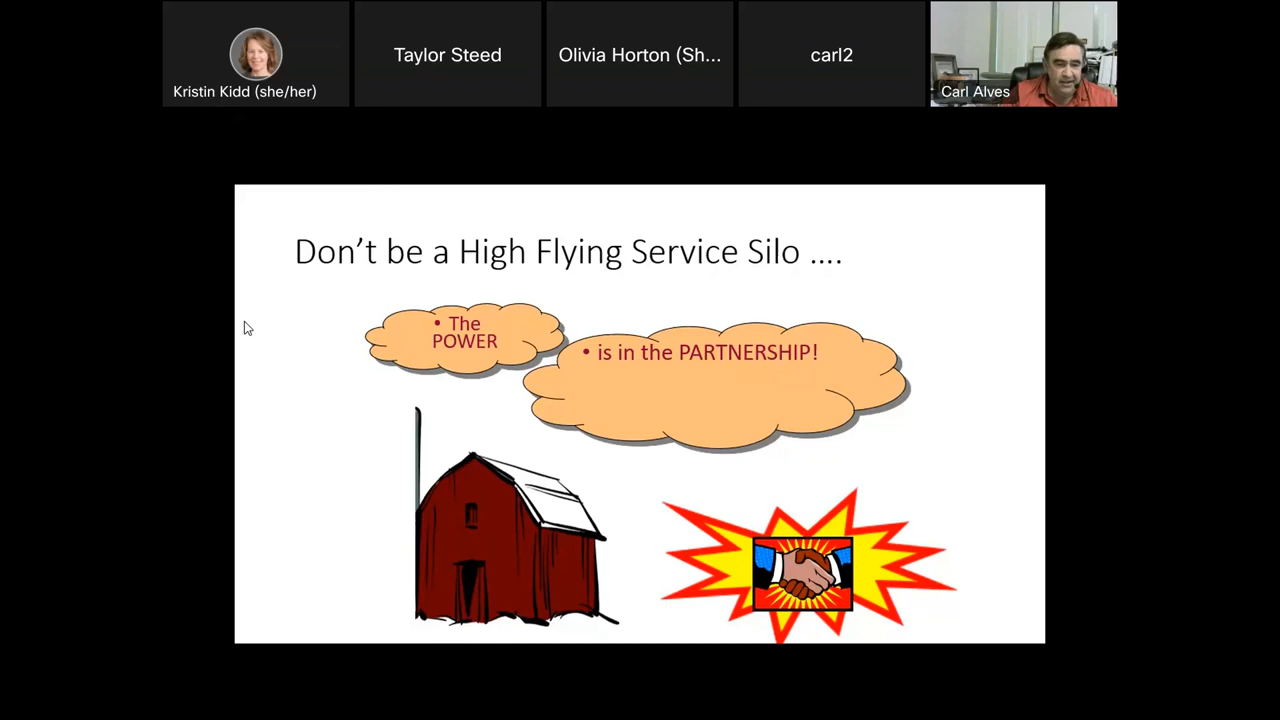 Kristin Kidd (she/her)
Taylor Steed
Olivia Horton (Sh...
carl2
Carl Alves
Don’t be a High Flying Service Silo ....
• The
POWER
• is in the PARTNERSHIP!